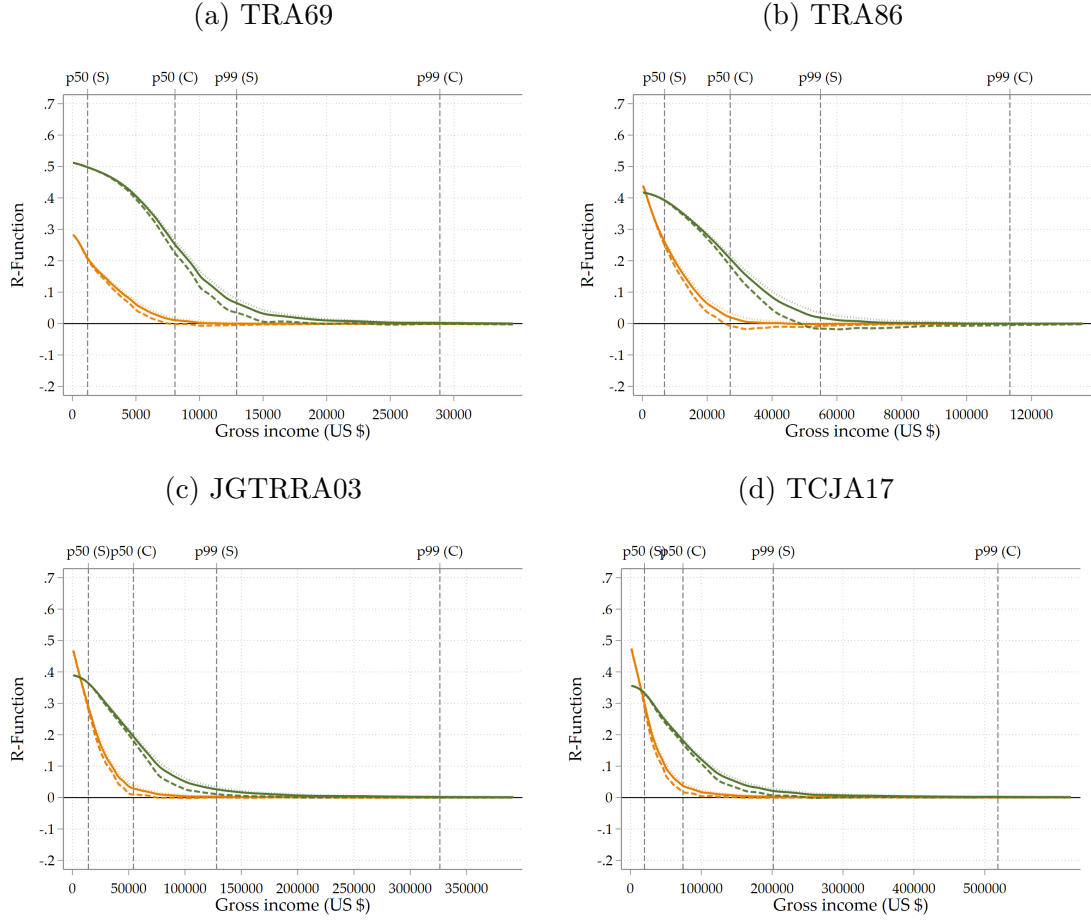 (a) TRA69
p50 (S) p50 (C) p99 (S) p99 (C)
.7
.6
.5
.4
.3
.2
.1
0
-.1
-.2
R-Function
0 5000 10000 15000 20000 25000 30000
Gross income (US $)
(b) TRA86
p50 (S) p50 (C) p99 (S) p99 (C)
.7
.6
.5
.4
.3
.2
.1
0
-.1
-.2
R-Function
0 20000 40000 60000 80000 100000 120000
Gross income (US $)
(c) JGTRRA03
p50 (S) p50 (C) p99 (S) p99 (C)
.7
.6
.5
.4
.3
.2
.1
0
-.1
-.2
R-Function
0 50000 100000 150000 200000 250000 300000 350000
Gross income (US $)
(d) TCJA17
p50 (S) p50 (C) p99 (S) p99 (C)
.7
.6
.5
.4
.3
.2
.1
0
-.1
-.2
R-Function
0 100000 200000 300000 400000 500000
Gross income (US $)